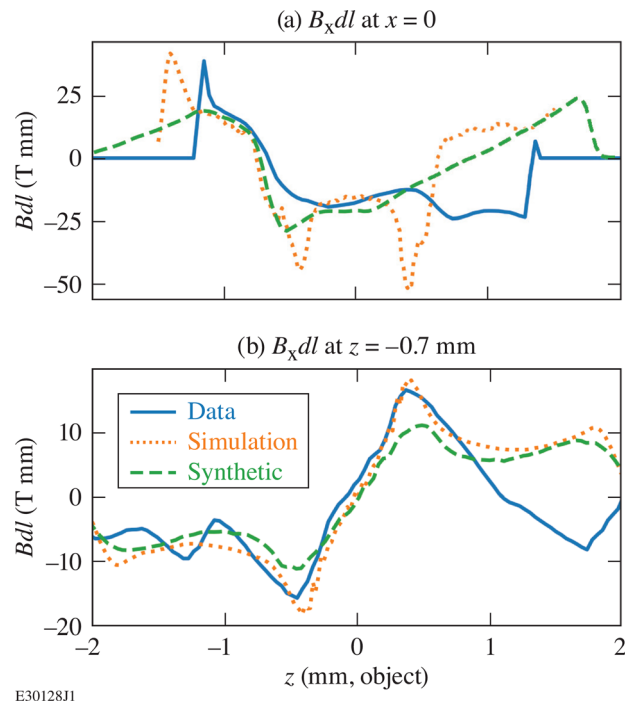 (a) Bₓdl at x = 0
25
0
−25
−50
Bdl (T mm)
(b) Bₓdl at z = −0.7 mm
Data
Simulation
Synthetic
10
0
−10
−20
Bdl (T mm)
−2 −1 0 1 2
z (mm, object)
E30128J1